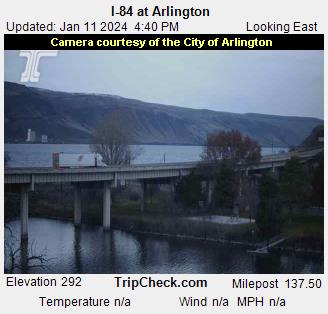 I-84 at Arlington
Updated: Jan 11 2024 4:40 PM Looking East
Camera courtesy of the City of Arlington
Elevation 292 TripCheck.com Milepost 137.50
Temperature n/a Wind n/a MPH n/a